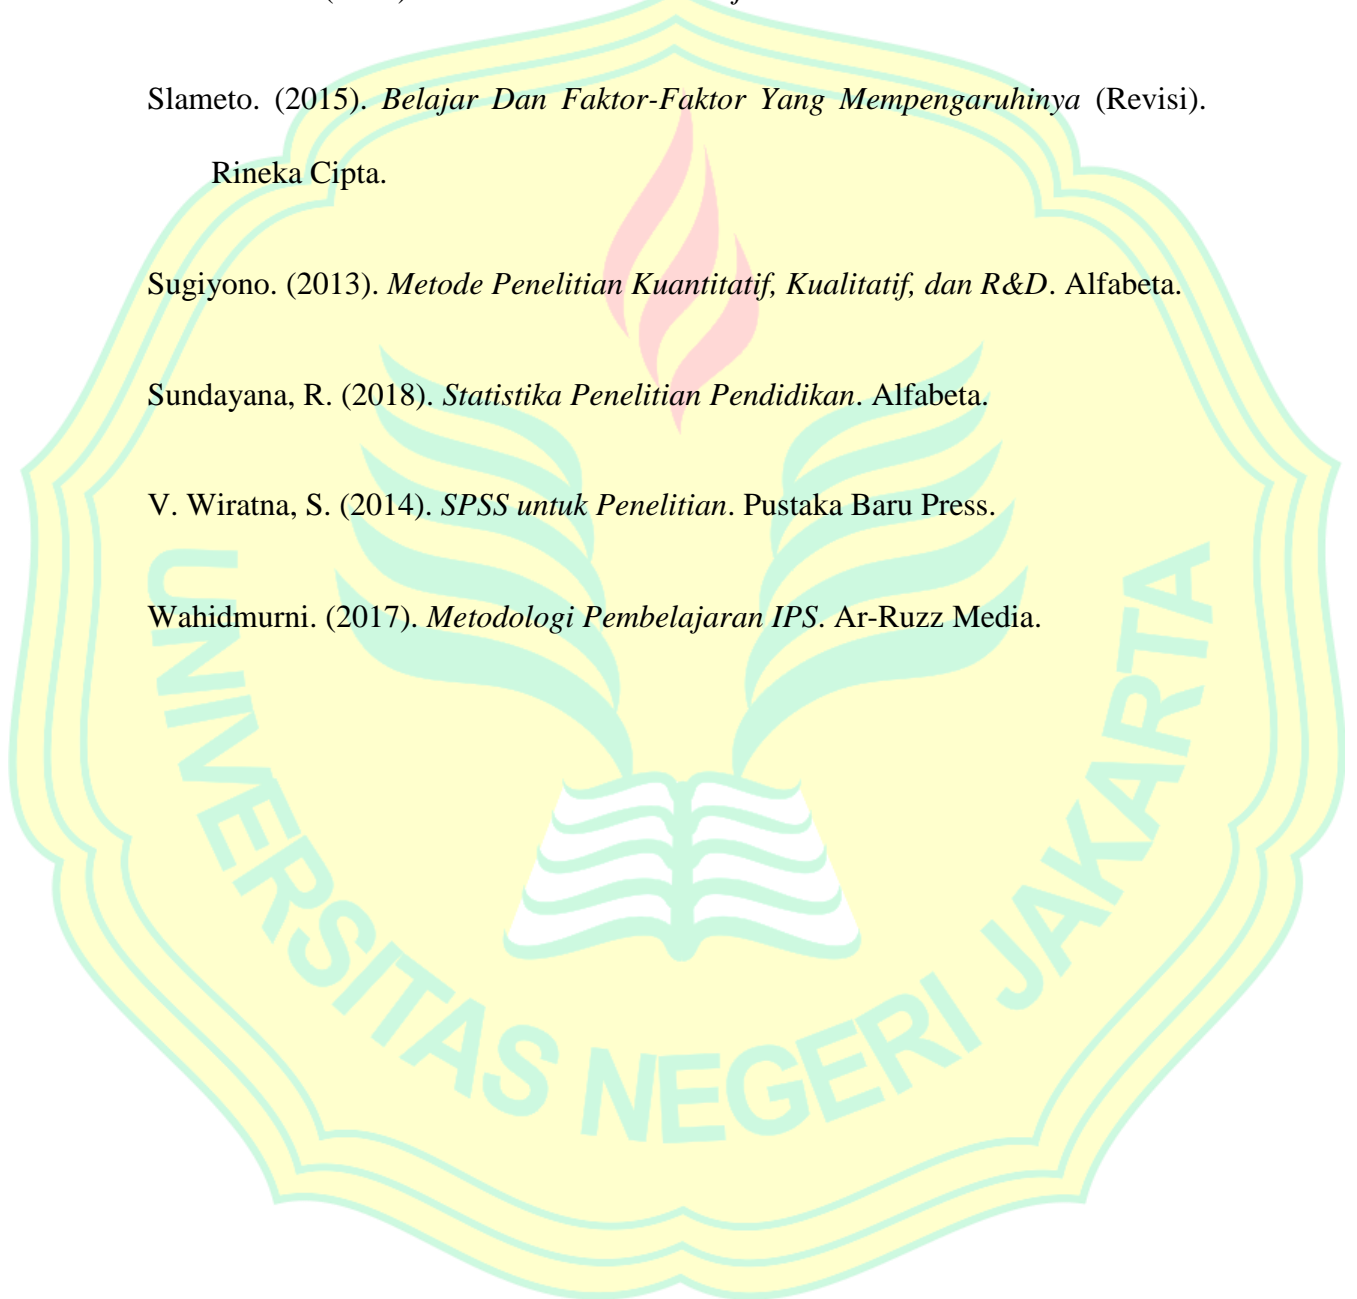 Slameto. (2015). Belajar Dan Faktor-Faktor Yang Mempengaruhinya (Revisi).
Rineka Cipta.
Sugiyono. (2013). Metode Penelitian Kuantitatif, Kualitatif, dan R&D. Alfabeta.
Sundayana, R. (2018). Statistika Penelitian Pendidikan. Alfabeta.
V. Wiratna, S. (2014). SPSS untuk Penelitian. Pustaka Baru Press.
Wahidmurni. (2017). Metodologi Pembelajaran IPS. Ar-Ruzz Media.
UNIVERSITAS NEGERI JAKARTA